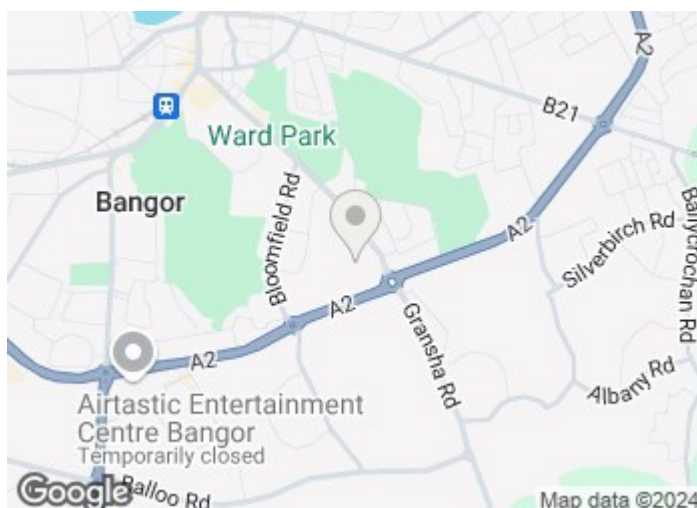 A2
B21
Ward Park
Bangor
Bloomfield Rd
A2
Silverbirch Rd
Ballycrochan Rd
A2
Gransha Rd
A2
Albany Rd
Airtastic Entertainment
Centre Bangor
Temporarily closed
Balloo Rd
Google
Map data ©2024